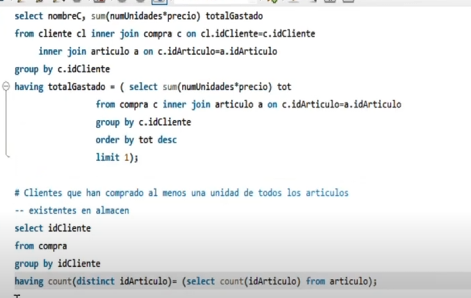 select nombreC, sum(numUnidades*precio) totalGastado
from cliente cl inner join compra c on cl.idCliente=c.idCliente
inner join articulo a on c.idArticulo=a.idArticulo
group by c.idCliente
having totalGastado = ( select sum(numUnidades*precio) tot
from compra c inner join articulo a on c.idArticulo=a.idArticulo
group by c.idCliente
order by tot desc
limit 1);
# Clientes que han comprado al menos una unidad de todos los articulos
-- existentes en almacen
select idCliente
from compra
group by idCliente
having count(distinct idArticulo)= (select count(idArticulo) from articulo);